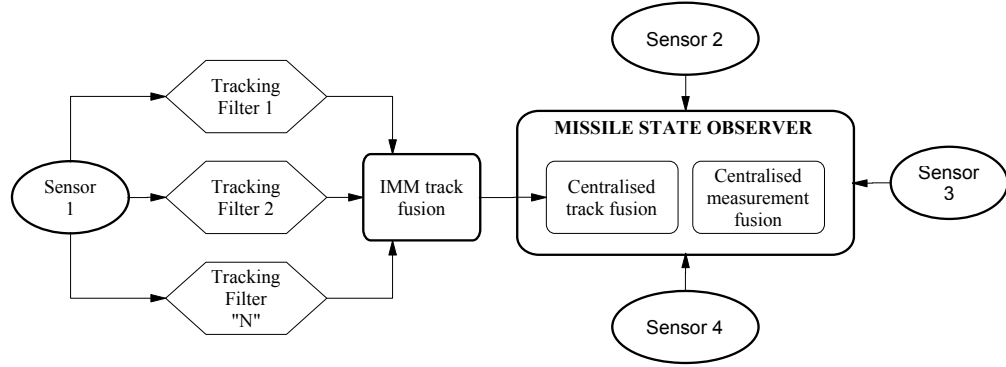 Sensor 2
Tracking
Filter 1
MISSILE STATE OBSERVER
Sensor
1
Tracking
Filter 2
IMM track
fusion
Centralised
track fusion
Centralised
measurement
fusion
Sensor
3
Tracking
Filter
"N"
Sensor 4